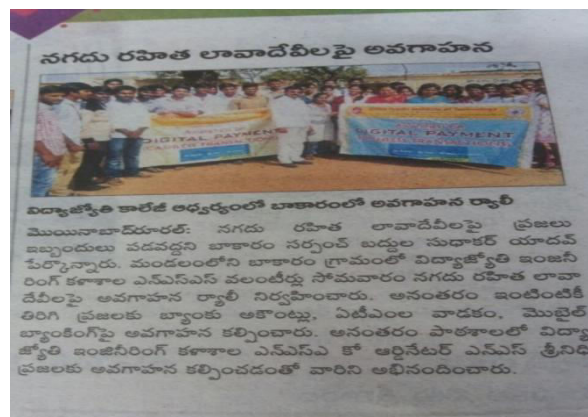 నగదు రహిత లావాదేవీలపై అవగాహన
DIGITAL PAYMENT
DIGITAL PAYMENT
విద్యాజ్యోతి కాలేజీ ఆధ్వర్యంలో బాకారంలో అవగాహన ర్యాలీ
మొయినాబాద్‌రూరల్: నగదు రహిత లావాదేవీలపై ప్రజలు
ఇబ్బందులు పడవద్దని బాకారం సర్పంచ్ బద్దుల సుధాకర్ యాదవ్
పేర్కొన్నారు. మండలంలోని బాకారం గ్రామంలో విద్యాజ్యోతి ఇంజనీ
రింగ్ కళాశాల ఎన్ఎస్ఎస్ వలంటీర్లు సోమవారం నగదు రహిత లావా
దేవీలపై అవగాహన ర్యాలీ నిర్వహించారు. అనంతరం ఇంటింటికీ
తిరిగి ప్రజలకు బ్యాంకు అకౌంట్లు, ఏటీఎంల వాడకం, మొబైల్
బ్యాంకింగ్‌పై అవగాహన కల్పించారు. అనంతరం పాఠశాలలో విద్యా
జ్యోతి ఇంజినీరింగ్ కళాశాల ఎన్ఎస్ఎ కో ఆర్డినేటర్ ఎన్ఎస్ శ్రీనిధి
ప్రజలకు అవగాహన కల్పించడంతో వారిని అభినందించారు.